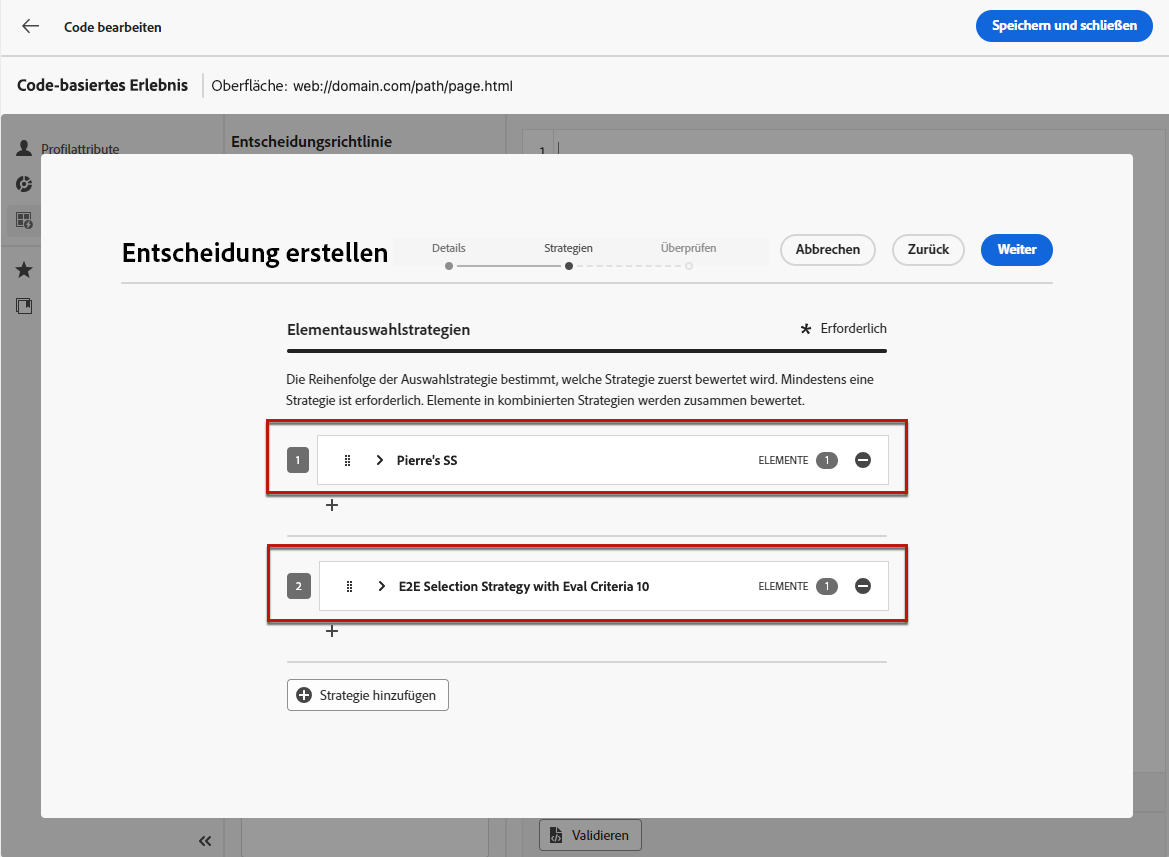 Code bearbeiten
Speichern und schließen
Code-basiertes Erlebnis
Oberfläche: web://domain.com/path/page.html
Profilattribute
Entscheidungsrichtlinie
1
Entscheidung erstellen
Details
Strategien
Überprüfen
Abbrechen
Zurück
Weiter
Elementauswahlstrategien
* Erforderlich
Die Reihenfolge der Auswahlstrategie bestimmt, welche Strategie zuerst bewertet wird. Mindestens eine
Strategie ist erforderlich. Elemente in kombinierten Strategien werden zusammen bewertet.
1 Pierre's SS ELEMENTE 1
2 E2E Selection Strategy with Eval Criteria 10 ELEMENTE 1
Strategie hinzufügen
Validieren